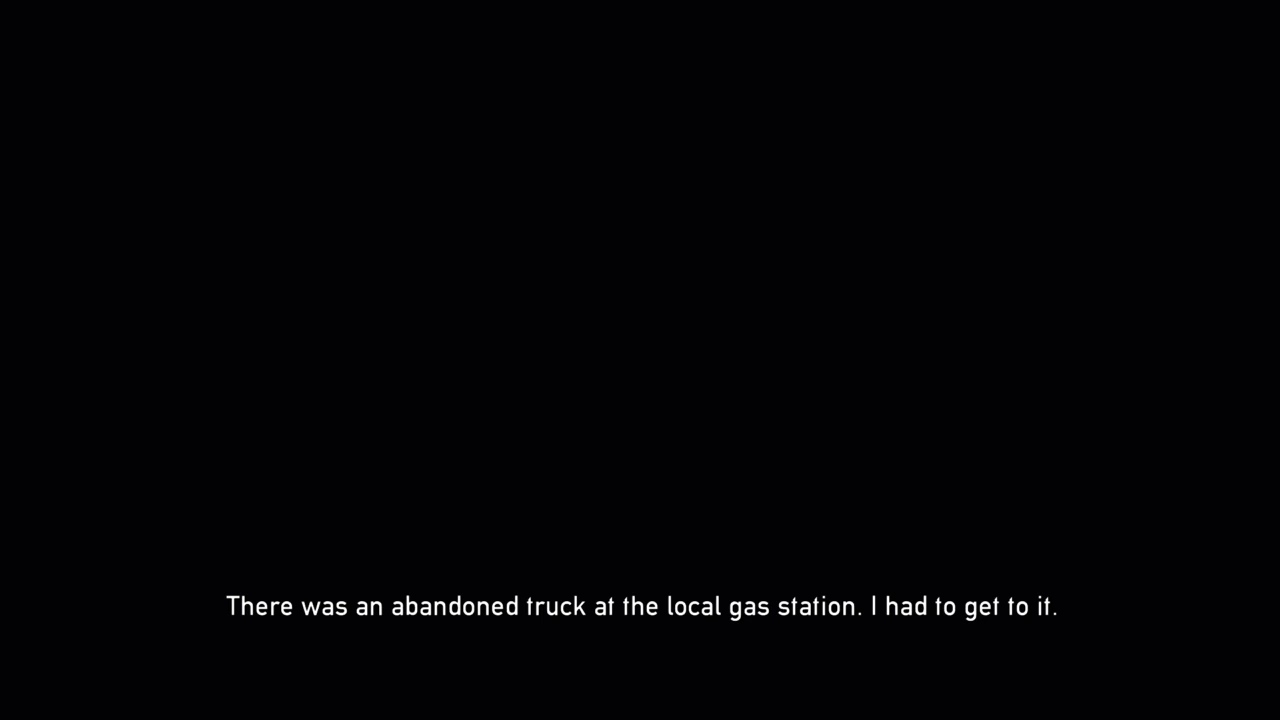 There was an abandoned truck at the local gas station. I had to get to it.